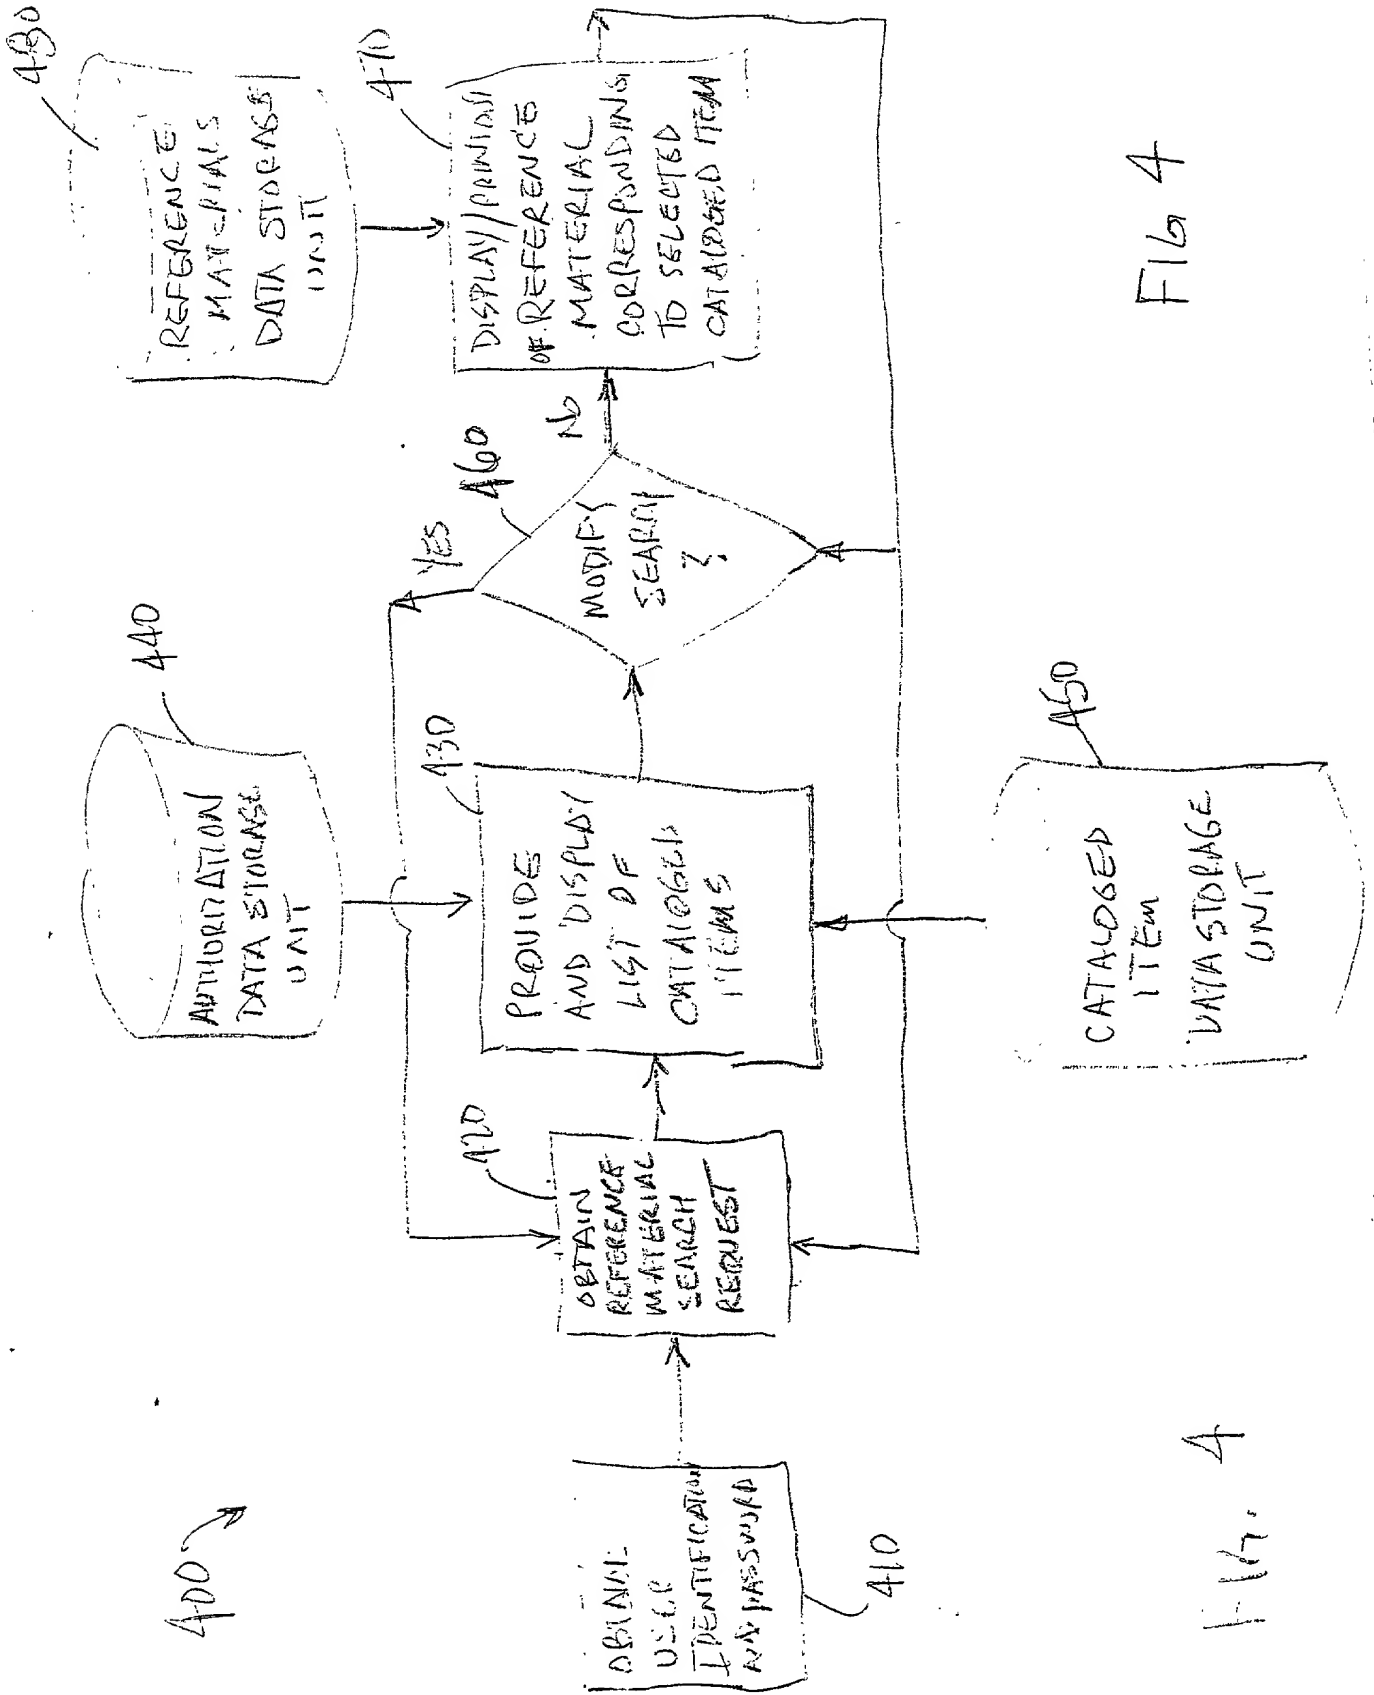 400
OBTAIN
USER
IDENTIFICATION
AND PASSWORD
410
OBTAIN
REFERENCE
MATERIAL
SEARCH
REQUEST
420
PROVIDE
AND DISPLAY
LIST OF
CATALOGED
ITEMS
430
AUTHORIZATION
DATA STORAGE
UNIT
440
CATALOGED
ITEM
DATA STORAGE
UNIT
450
MODIFY
SEARCH
?
460
YES
NO
DISPLAY/PRINTOUT
OF REFERENCE
MATERIAL
CORRESPONDING
TO SELECTED
CATALOGED ITEM
470
REFERENCE
MATERIALS
DATA STORAGE
UNIT
480
FIG. 4
FIG 4